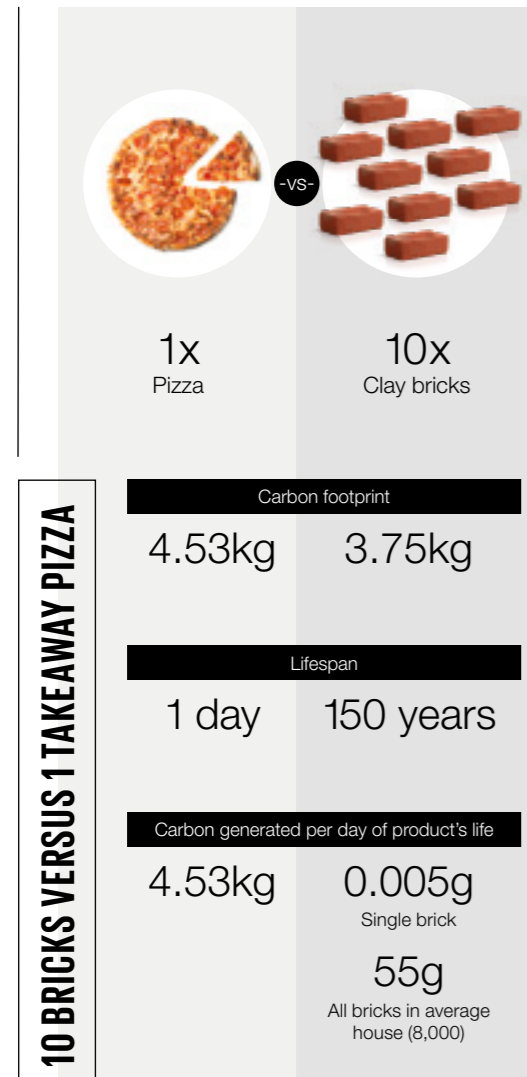 -vs-
1x
Pizza
10x
Clay bricks
10 BRICKS VERSUS 1 TAKEAWAY PIZZA
Carbon footprint
4.53kg
3.75kg
Lifespan
1 day
150 years
Carbon generated per day of product's life
4.53kg
0.005g
Single brick
55g
All bricks in average
house (8,000)